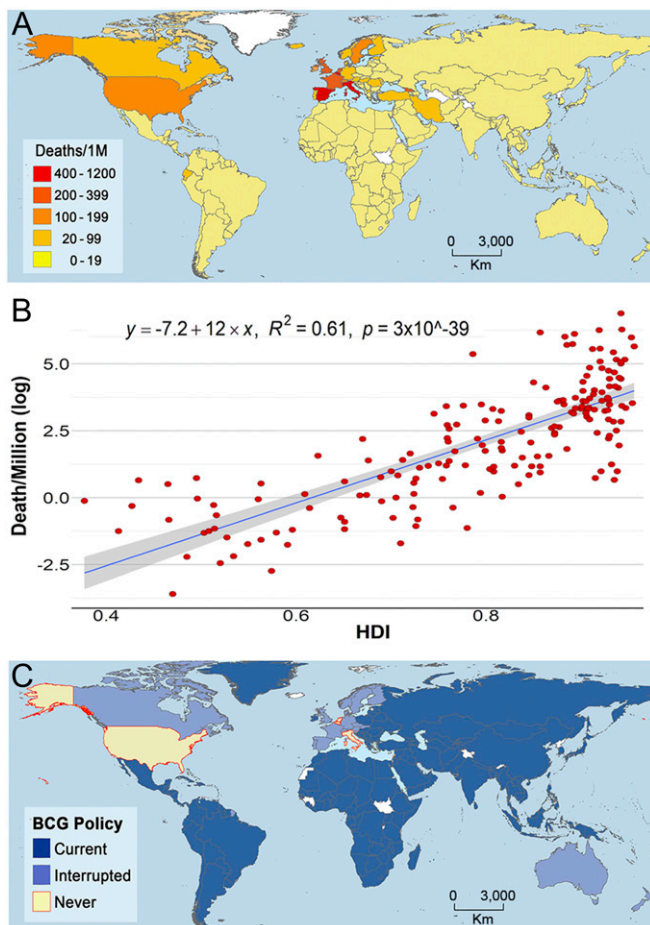 A
Deaths/1M
400 - 1200
200 - 399
100 - 199
20 - 99
0 - 19
0 3,000
Km
B
y = -7.2 + 12 × x, R² = 0.61, p = 3x10^-39
Death/Million (log)
5.0
2.5
0.0
-2.5
0.4 0.6 0.8
HDI
C
BCG Policy
Current
Interrupted
Never
0 3,000
Km